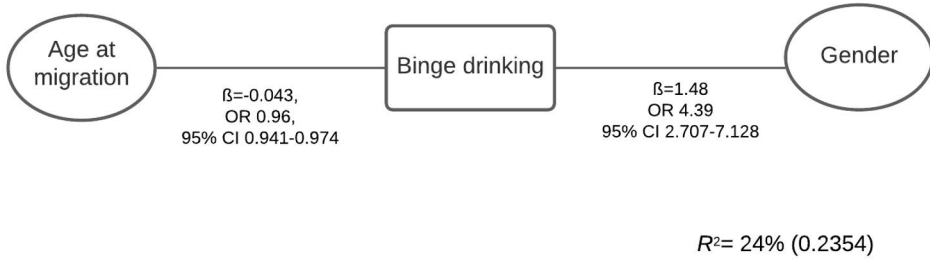 Age at
migration
ß=-0.043,
OR 0.96,
95% CI 0.941-0.974
Binge drinking
ß=1.48
OR 4.39
95% CI 2.707-7.128
Gender
R²= 24% (0.2354)